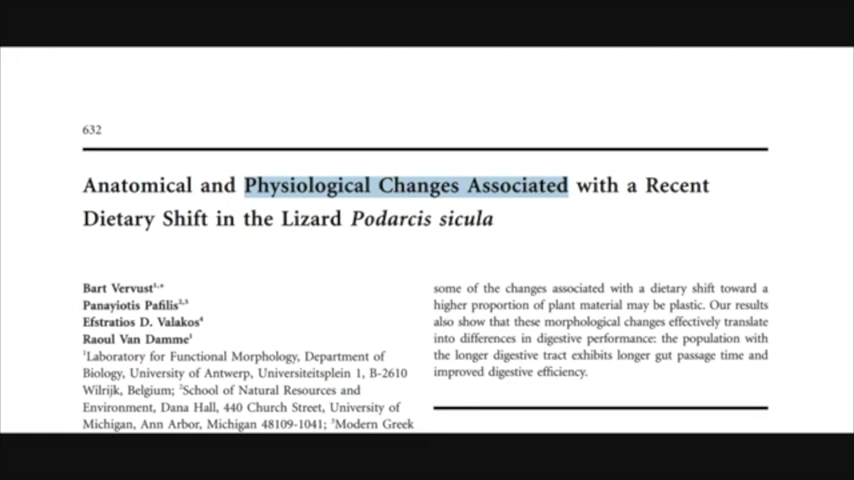 632
Anatomical and Physiological Changes Associated with a Recent
Dietary Shift in the Lizard Podarcis sicula
Bart Vervust¹,*
Panayiotis Pafilis²,³
Efstratios D. Valakos⁴
Raoul Van Damme¹
¹Laboratory for Functional Morphology, Department of
Biology, University of Antwerp, Universiteitsplein 1, B-2610
Wilrijk, Belgium; ²School of Natural Resources and
Environment, Dana Hall, 440 Church Street, University of
Michigan, Ann Arbor, Michigan 48109-1041; ³Modern Greek
some of the changes associated with a dietary shift toward a
higher proportion of plant material may be plastic. Our results
also show that these morphological changes effectively translate
into differences in digestive performance: the population with
the longer digestive tract exhibits longer gut passage time and
improved digestive efficiency.